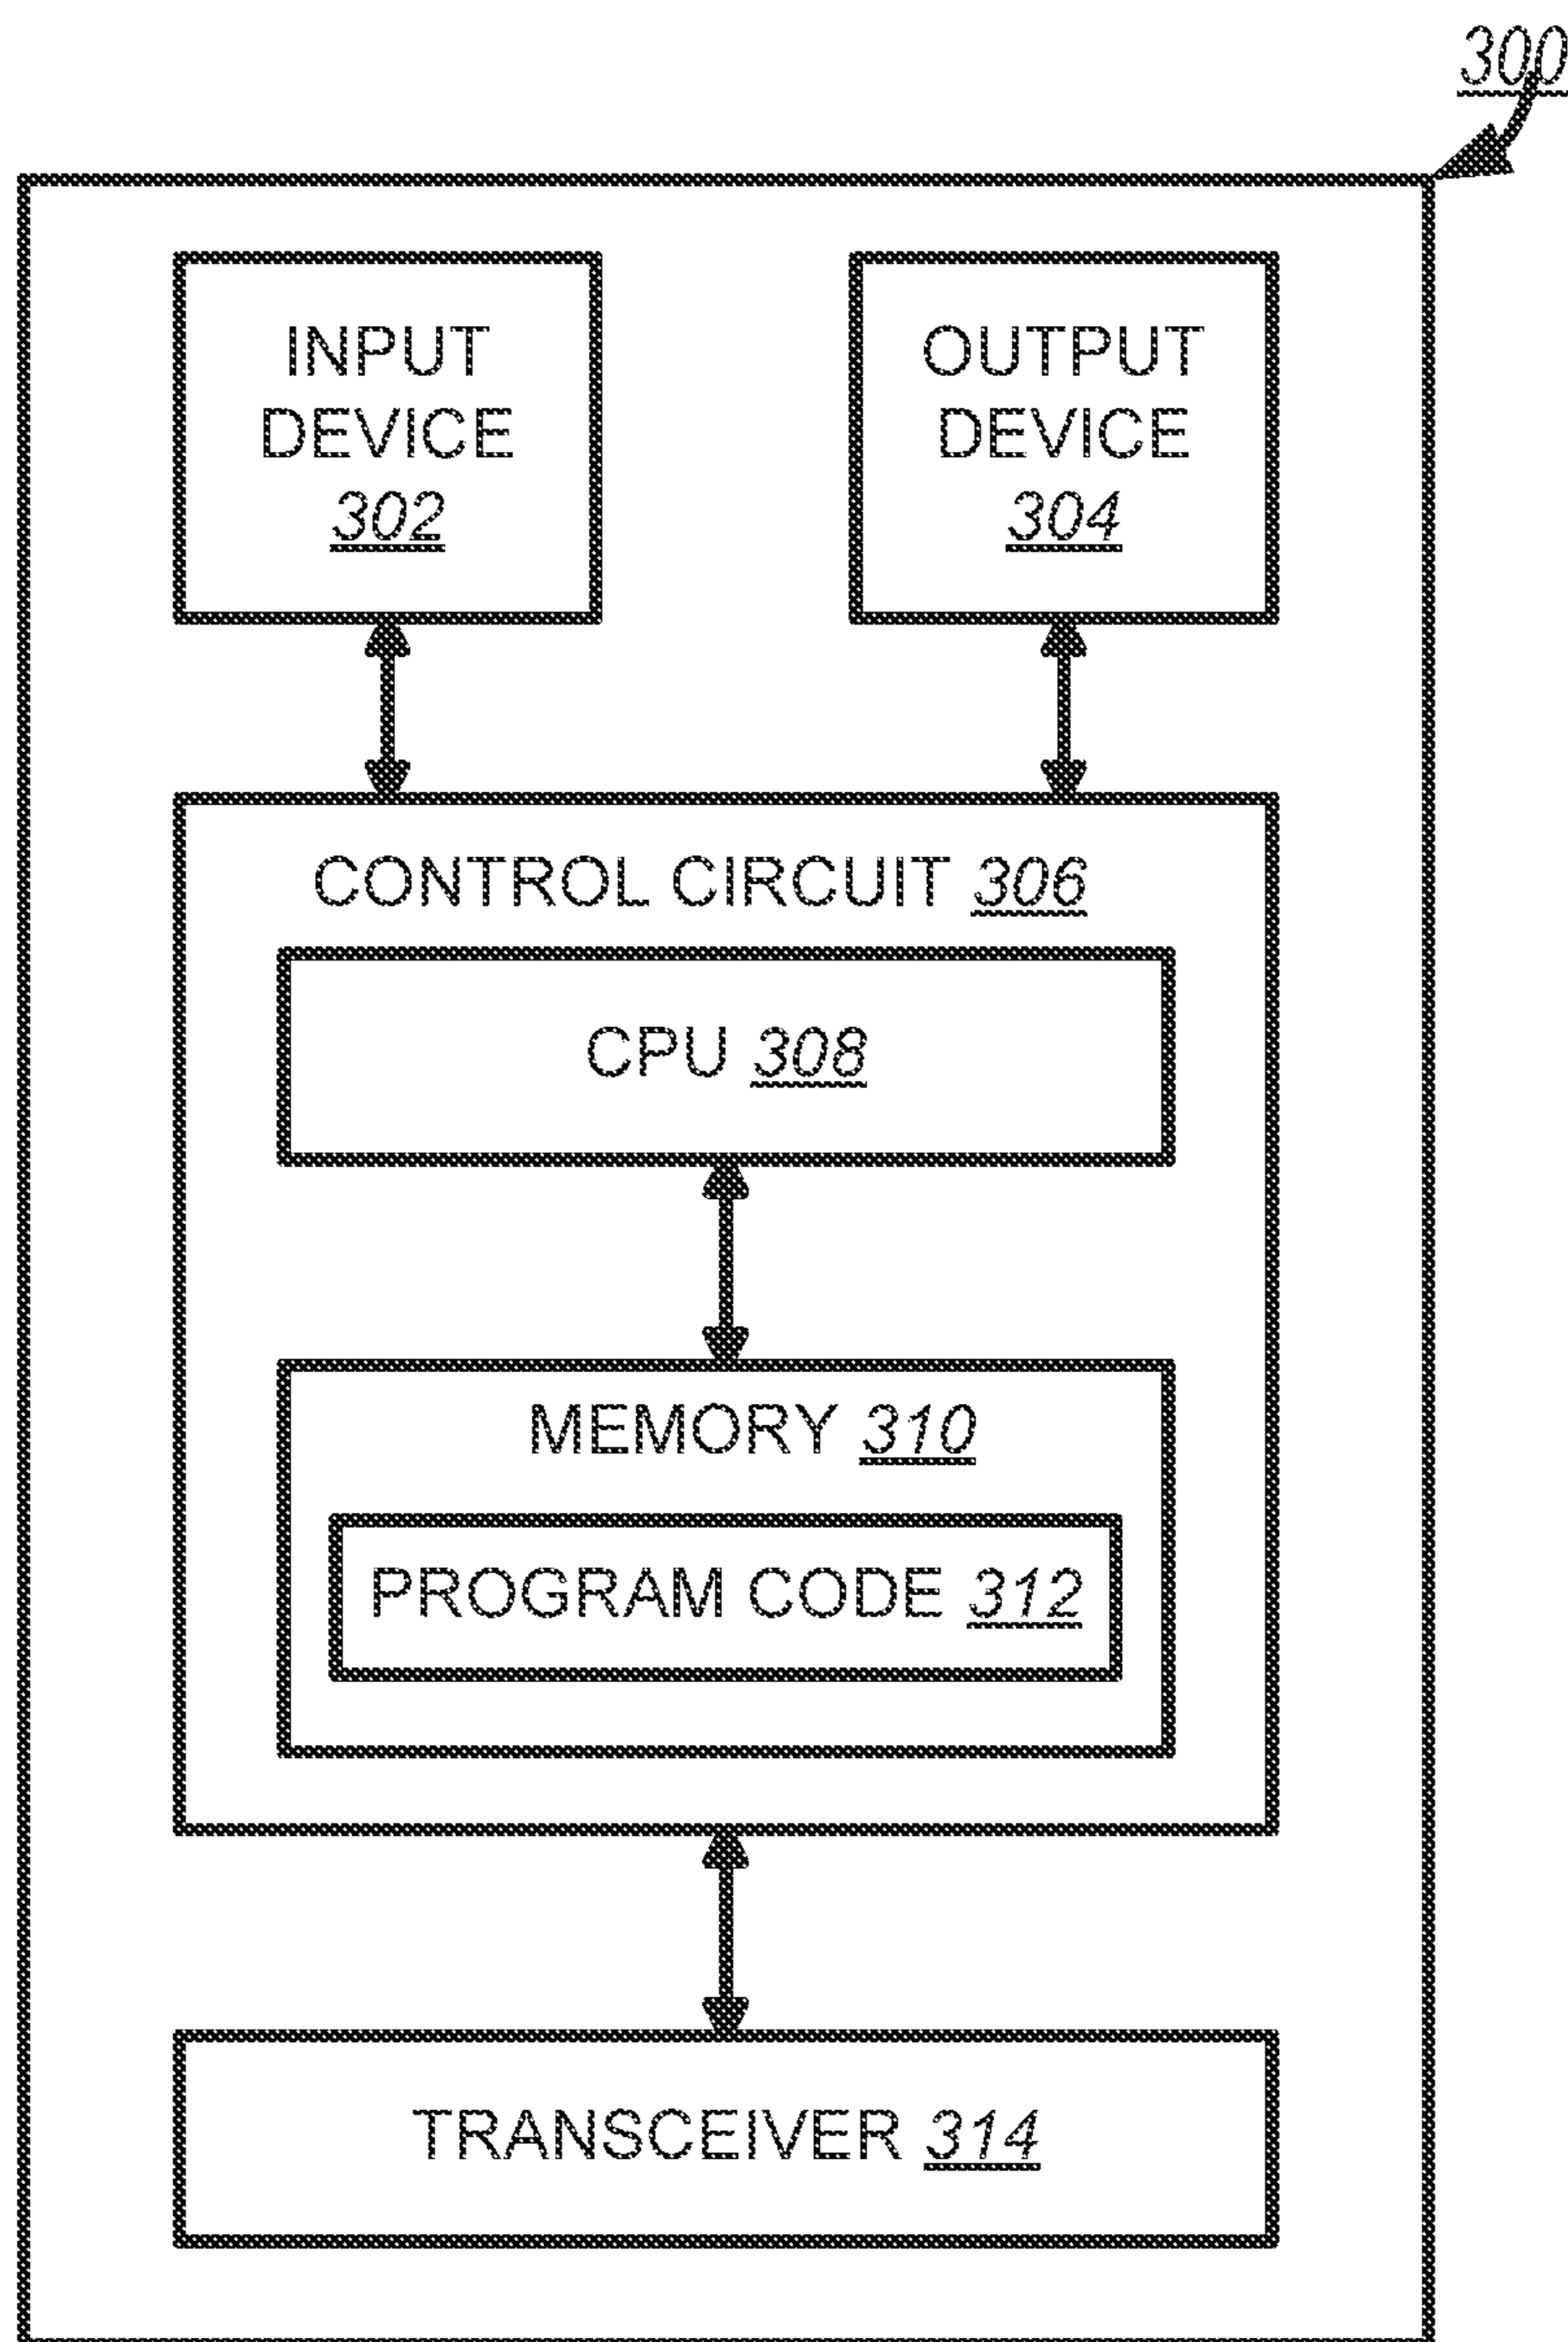 300
INPUT
DEVICE
302
OUTPUT
DEVICE
304
CONTROL CIRCUIT 306
CPU 308
MEMORY 310
PROGRAM CODE 312
TRANSCEIVER 314